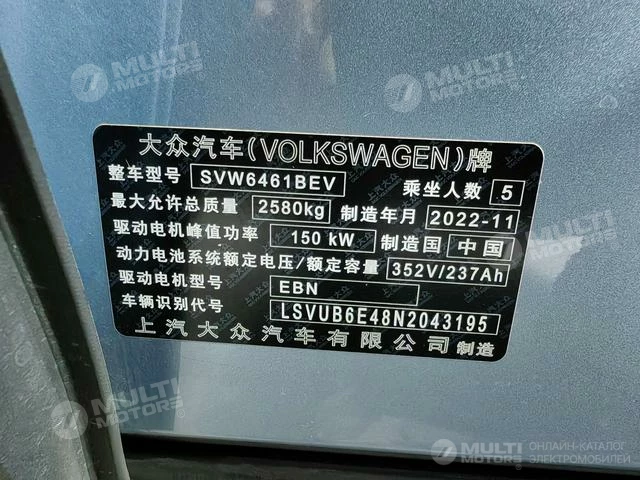 MULTI MOTORS
MULTI MOTORS
大众汽车(VOLKSWAGEN)牌
整车型号 SVW6461BEV 乘坐人数 5
最大允许总质量 2580kg 制造年月 2022-11
驱动电机峰值功率 150 kW 制造国 中国
动力电池系统额定电压/额定容量 352V/237Ah
驱动电机型号 EBN
车辆识别代号 LSVUB6E48N2043195
上汽大众汽车有限公司 制造
MULTI MOTORS
MULTI MOTORS ОНЛАЙН-КАТАЛОГ ЭЛЕКТРОМОБИЛЕЙ